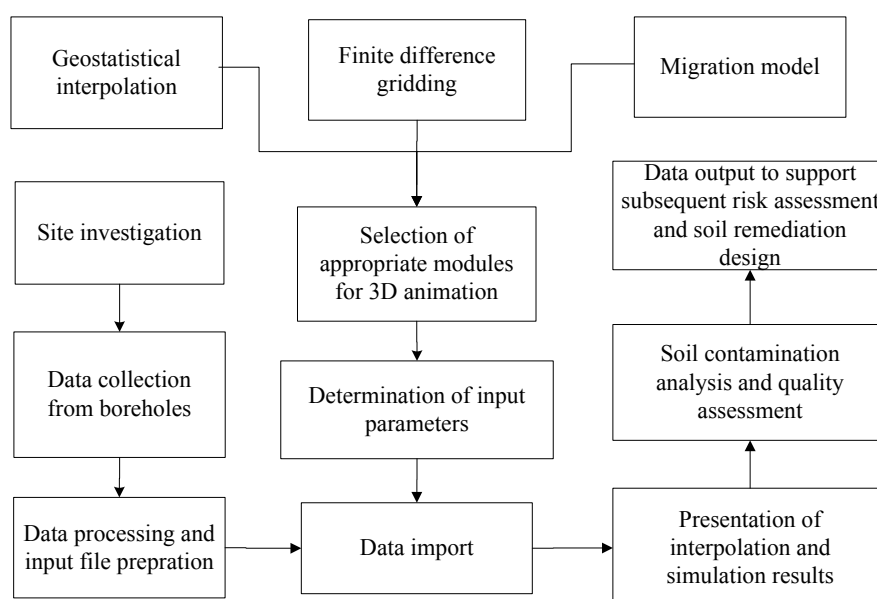 Geostatistical
interpolation
Finite difference
gridding
Migration model
Site investigation
Data collection
from boreholes
Data processing and
input file prepration
Selection of
appropriate modules
for 3D animation
Determination of input
parameters
Data import
Data output to support
subsequent risk assessment
and soil remediation
design
Soil contamination
analysis and quality
assessment
Presentation of
interpolation and
simulation results